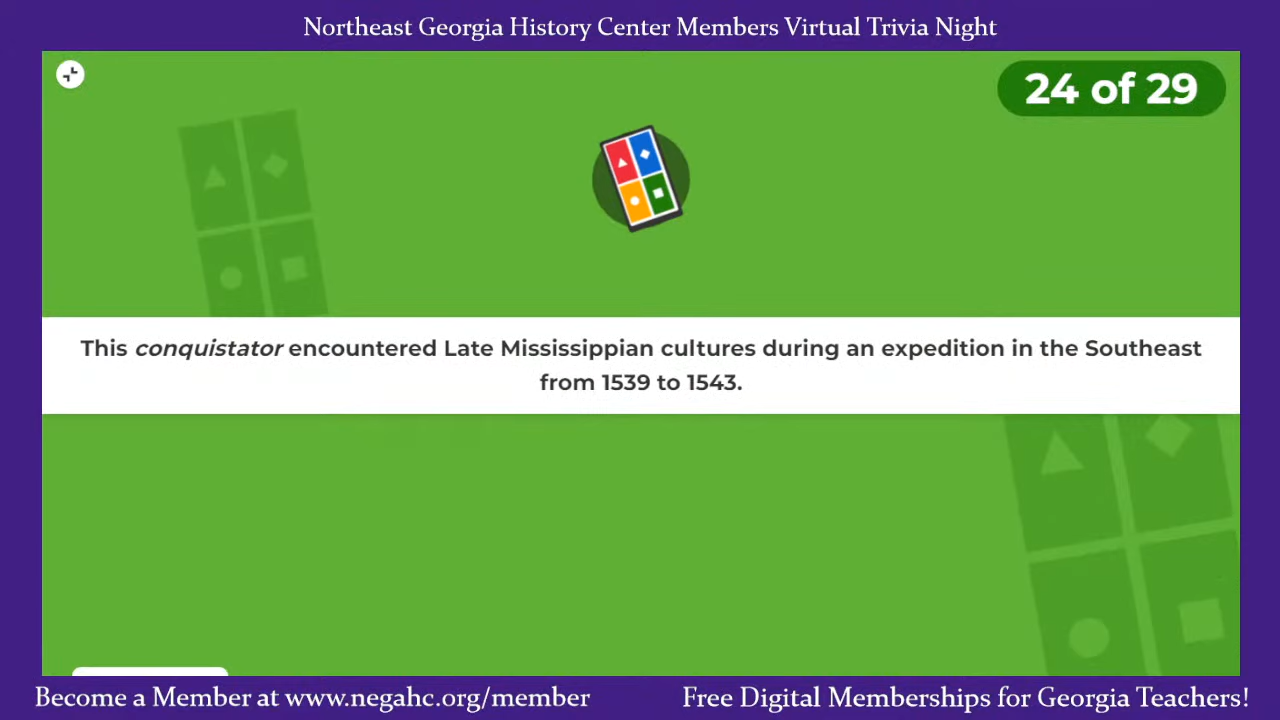 Northeast Georgia History Center Members Virtual Trivia Night
24 of 29
This conquistator encountered Late Mississippian cultures during an expedition in the Southeast
from 1539 to 1543.
Become a Member at www.negahc.org/member
Free Digital Memberships for Georgia Teachers!